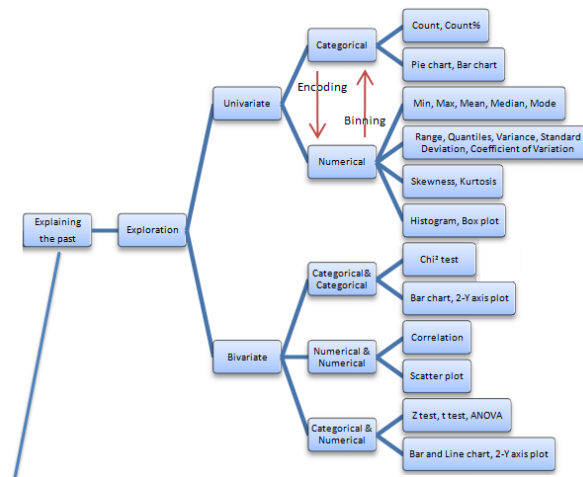 Count, Count%
Categorical
Pie chart, Bar chart
Encoding
Univariate
Binning
Min, Max, Mean, Median, Mode
Range, Quantiles, Variance, Standard
Deviation, Coefficient of Variation
Numerical
Skewness, Kurtosis
Histogram, Box plot
Explaining
the past
Exploration
Chi² test
Categorical &
Categorical
Bar chart, 2-Y axis plot
Correlation
Bivariate
Numerical &
Numerical
Scatter plot
Z test, t test, ANOVA
Categorical &
Numerical
Bar and Line chart, 2-Y axis plot